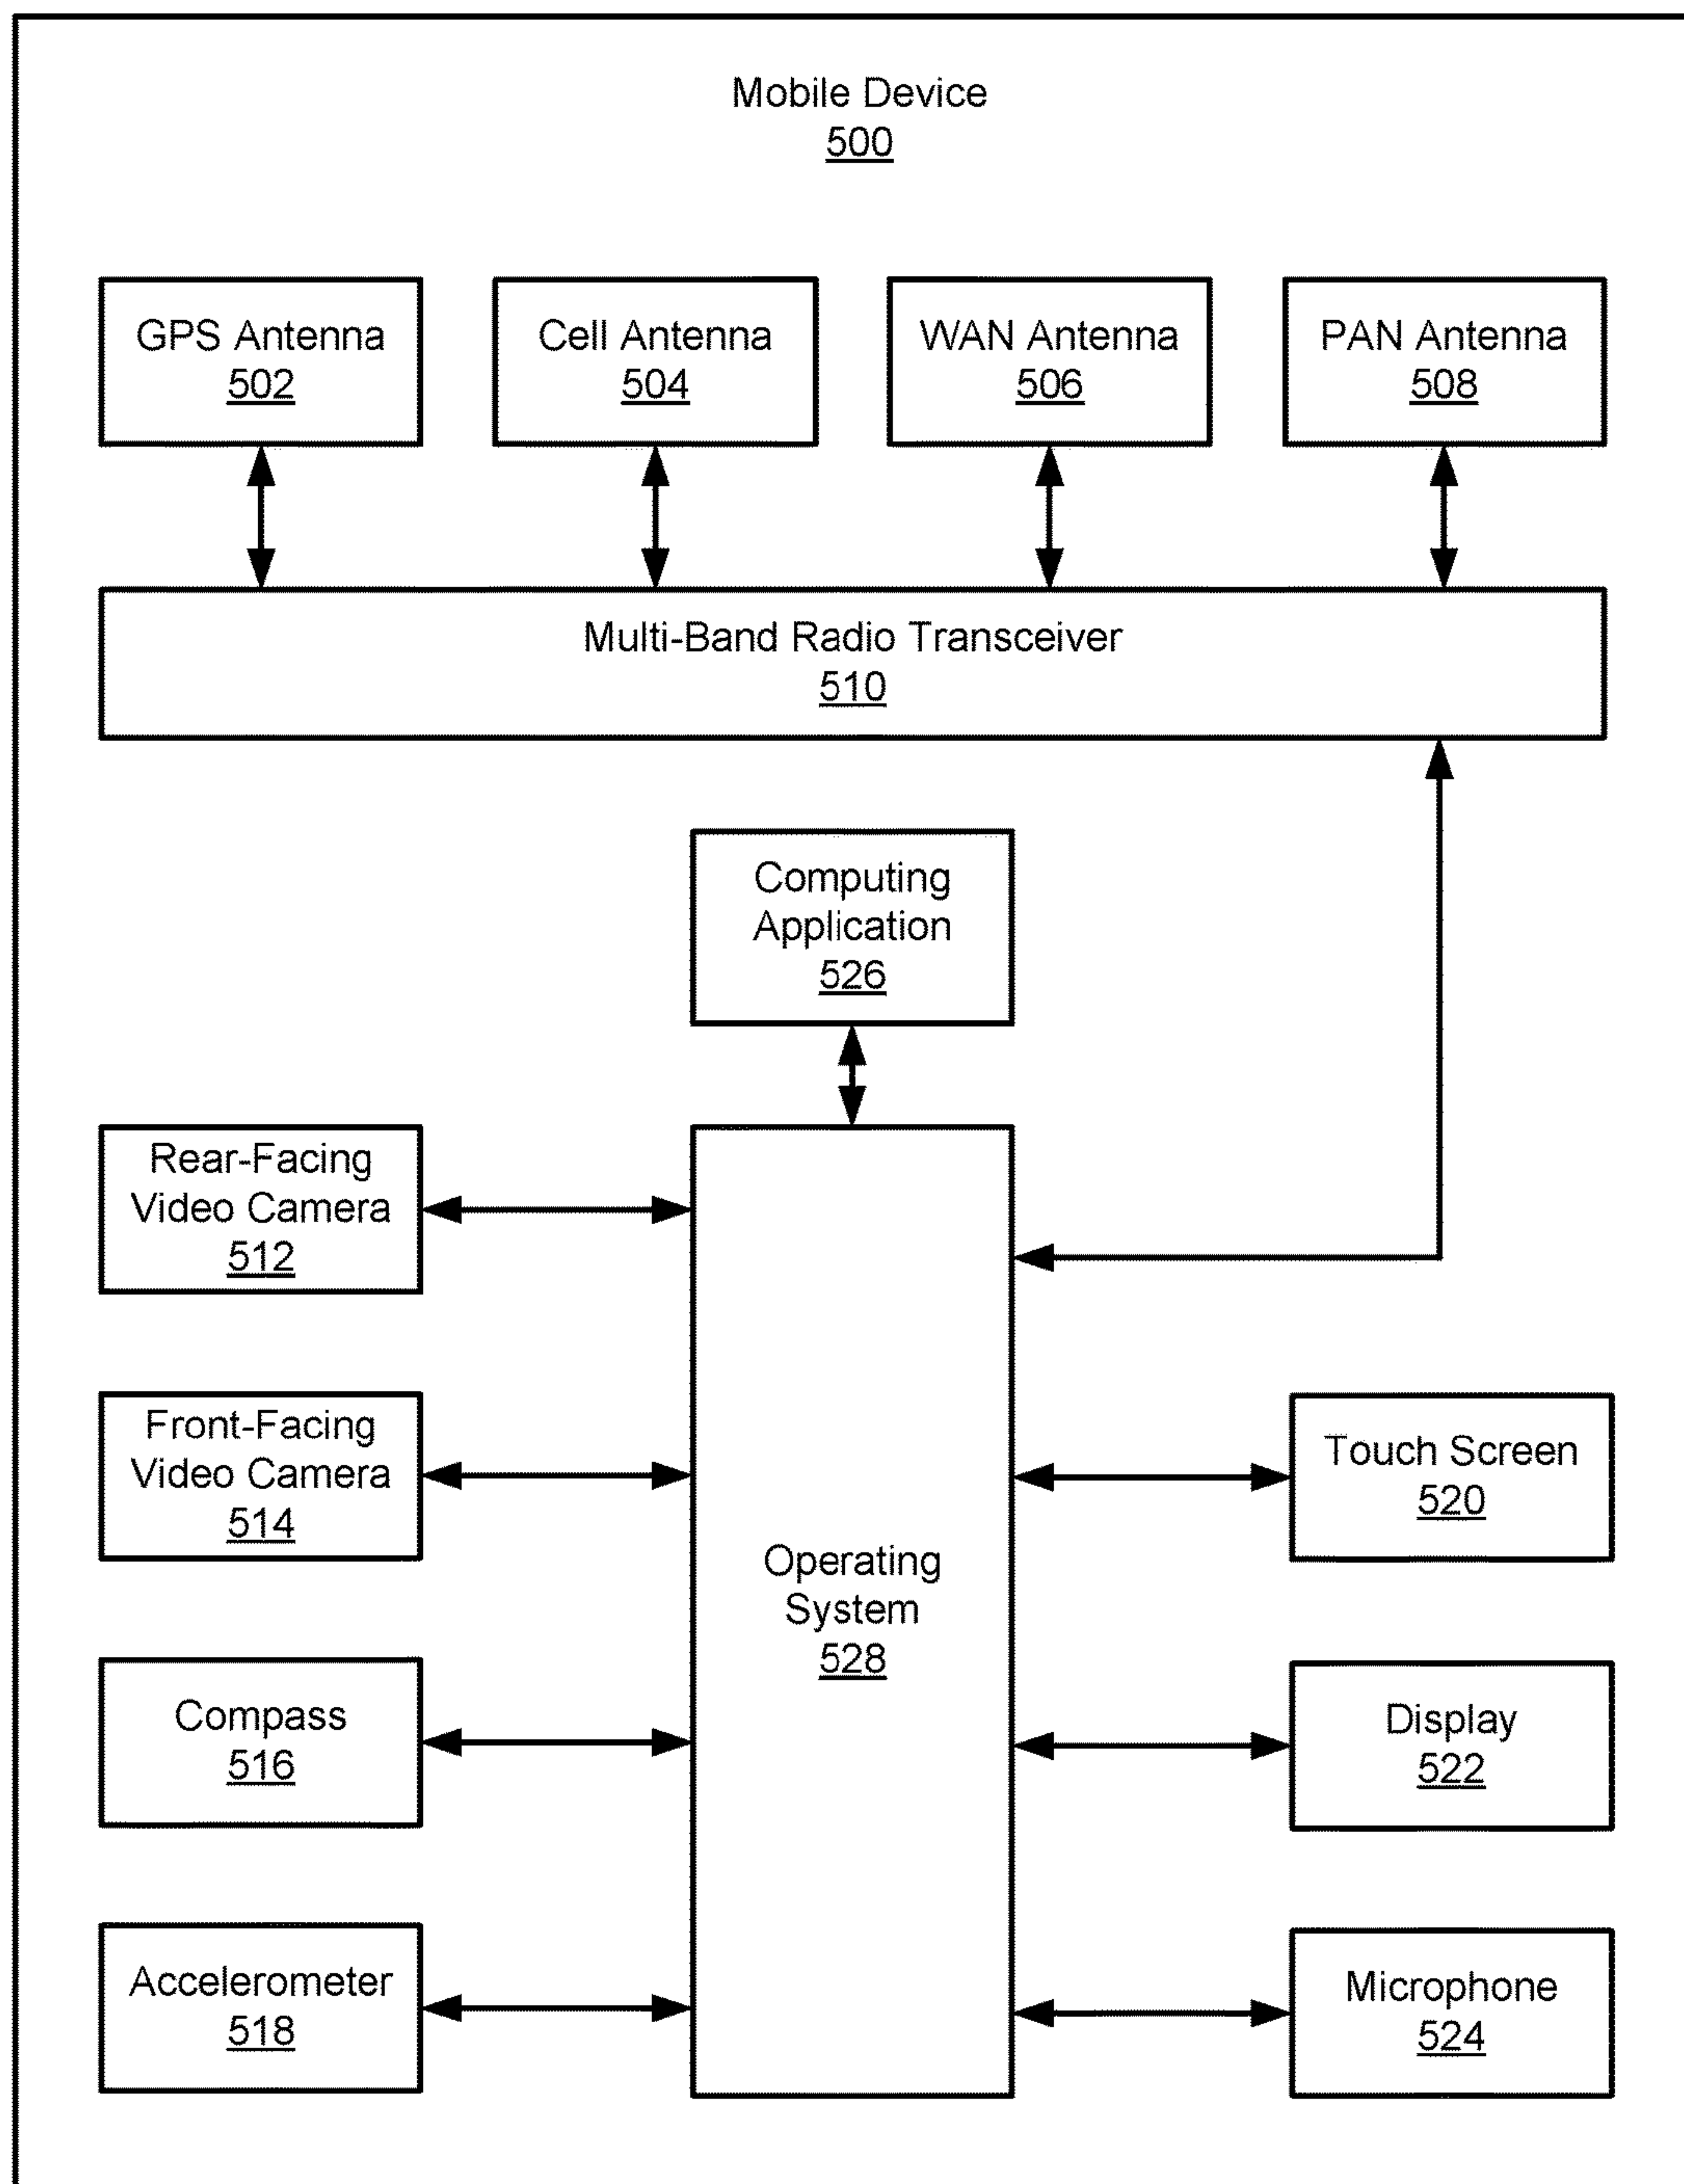 Mobile Device
500
GPS Antenna
502
Cell Antenna
504
WAN Antenna
506
PAN Antenna
508
Multi-Band Radio Transceiver
510
Computing
Application
526
Rear-Facing
Video Camera
512
Front-Facing
Video Camera
514
Compass
516
Accelerometer
518
Operating
System
528
Touch Screen
520
Display
522
Microphone
524